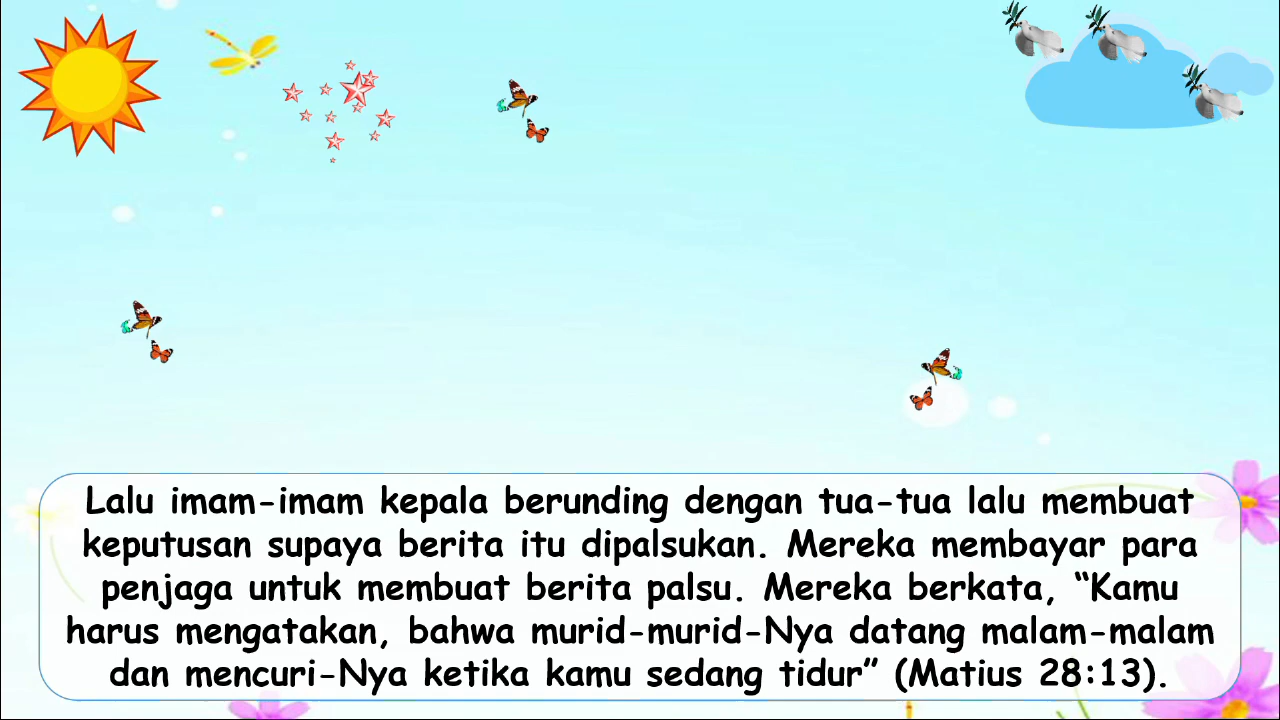 Lalu imam-imam kepala berunding dengan tua-tua lalu membuat
keputusan supaya berita itu dipalsukan. Mereka membayar para
penjaga untuk membuat berita palsu. Mereka berkata, “Kamu
harus mengatakan, bahwa murid-murid-Nya datang malam-malam
dan mencuri-Nya ketika kamu sedang tidur” (Matius 28:13).